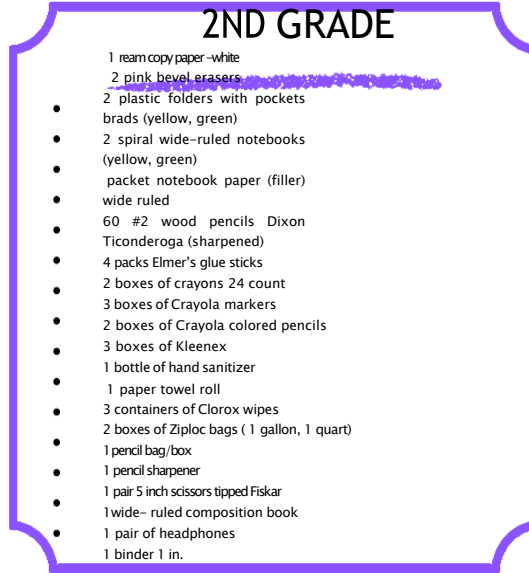 2ND GRADE
1 ream copy paper –white
2 pink bevel erasers
2 plastic folders with pockets
brads (yellow, green)
2 spiral wide–ruled notebooks
(yellow, green)
packet notebook paper (filler)
wide ruled
60 #2 wood pencils Dixon
Ticonderoga (sharpened)
4 packs Elmer’s glue sticks
2 boxes of crayons 24 count
3 boxes of Crayola markers
2 boxes of Crayola colored pencils
3 boxes of Kleenex
1 bottle of hand sanitizer
1 paper towel roll
3 containers of Clorox wipes
2 boxes of Ziploc bags ( 1 gallon, 1 quart)
1 pencil bag/box
1 pencil sharpener
1 pair 5 inch scissors tipped Fiskar
1wide– ruled composition book
1 pair of headphones
1 binder 1 in.